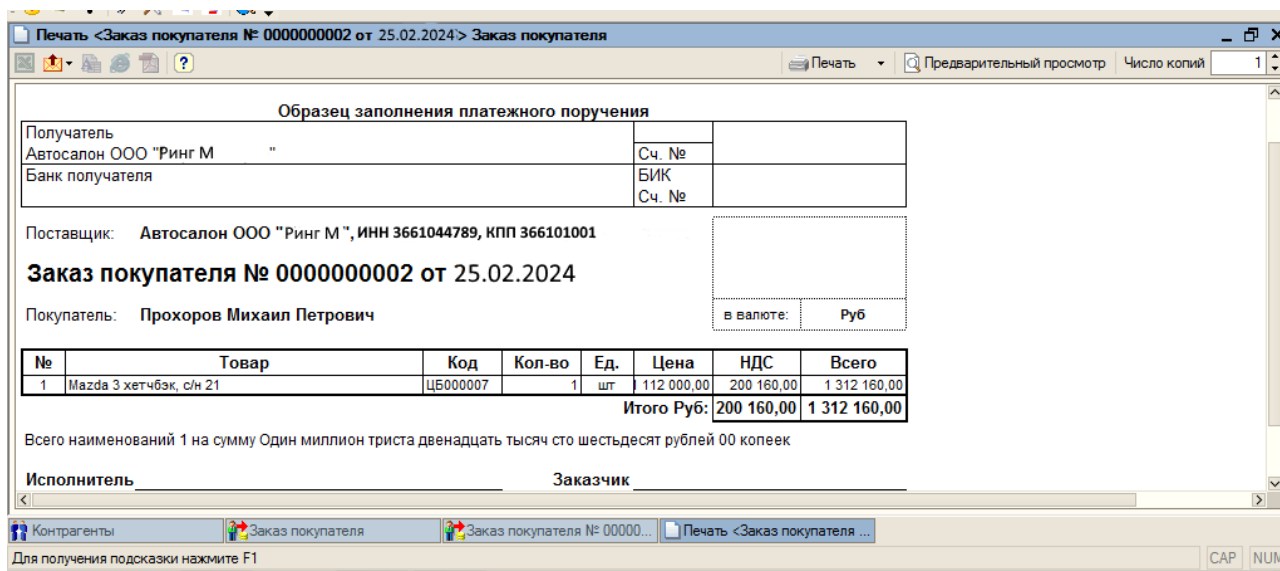 Печать <Заказ покупателя № 0000000002 от 25.02.2024> Заказ покупателя
Печать Предварительный просмотр Число копий 1
Образец заполнения платежного поручения
Получатель
Автосалон ООО "Ринг М " Сч. №
Банк получателя БИК
Сч. №
Поставщик: Автосалон ООО "Ринг М", ИНН 3661044789, КПП 366101001
Заказ покупателя № 0000000002 от 25.02.2024
Покупатель: Прохоров Михаил Петрович в валюте: Руб
№ Товар Код Кол-во Ед. Цена НДС Всего
1 Mazda 3 хетчбэк, с/н 21 ЦБ000007 1 шт 1 112 000,00 200 160,00 1 312 160,00
Итого Руб: 200 160,00 1 312 160,00
Всего наименований 1 на сумму Один миллион триста двенадцать тысяч сто шестьдесят рублей 00 копеек
Исполнитель Заказчик
Контрагенты Заказ покупателя Заказ покупателя № 00000... Печать <Заказ покупателя ...
Для получения подсказки нажмите F1 CAP NUM